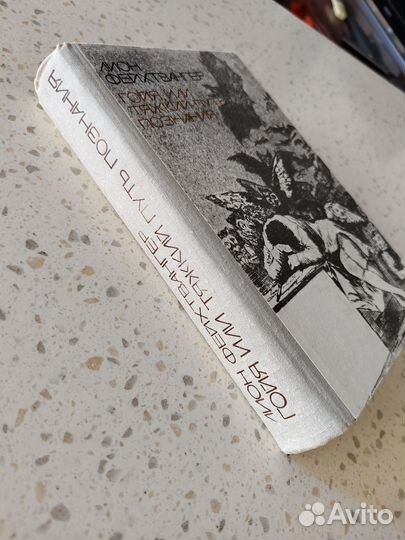 ЛИОН
ФЕЙХТВАНГЕР
ГОЙЯ ИЛИ
ТЯЖКИЙ ПУТЬ
ПОЗНАНИЯ
ЛИОН ФЕЙХТВАНГЕР
ГОЙЯ ИЛИ ТЯЖКИЙ ПУТЬ ПОЗНАНИЯ
Avito